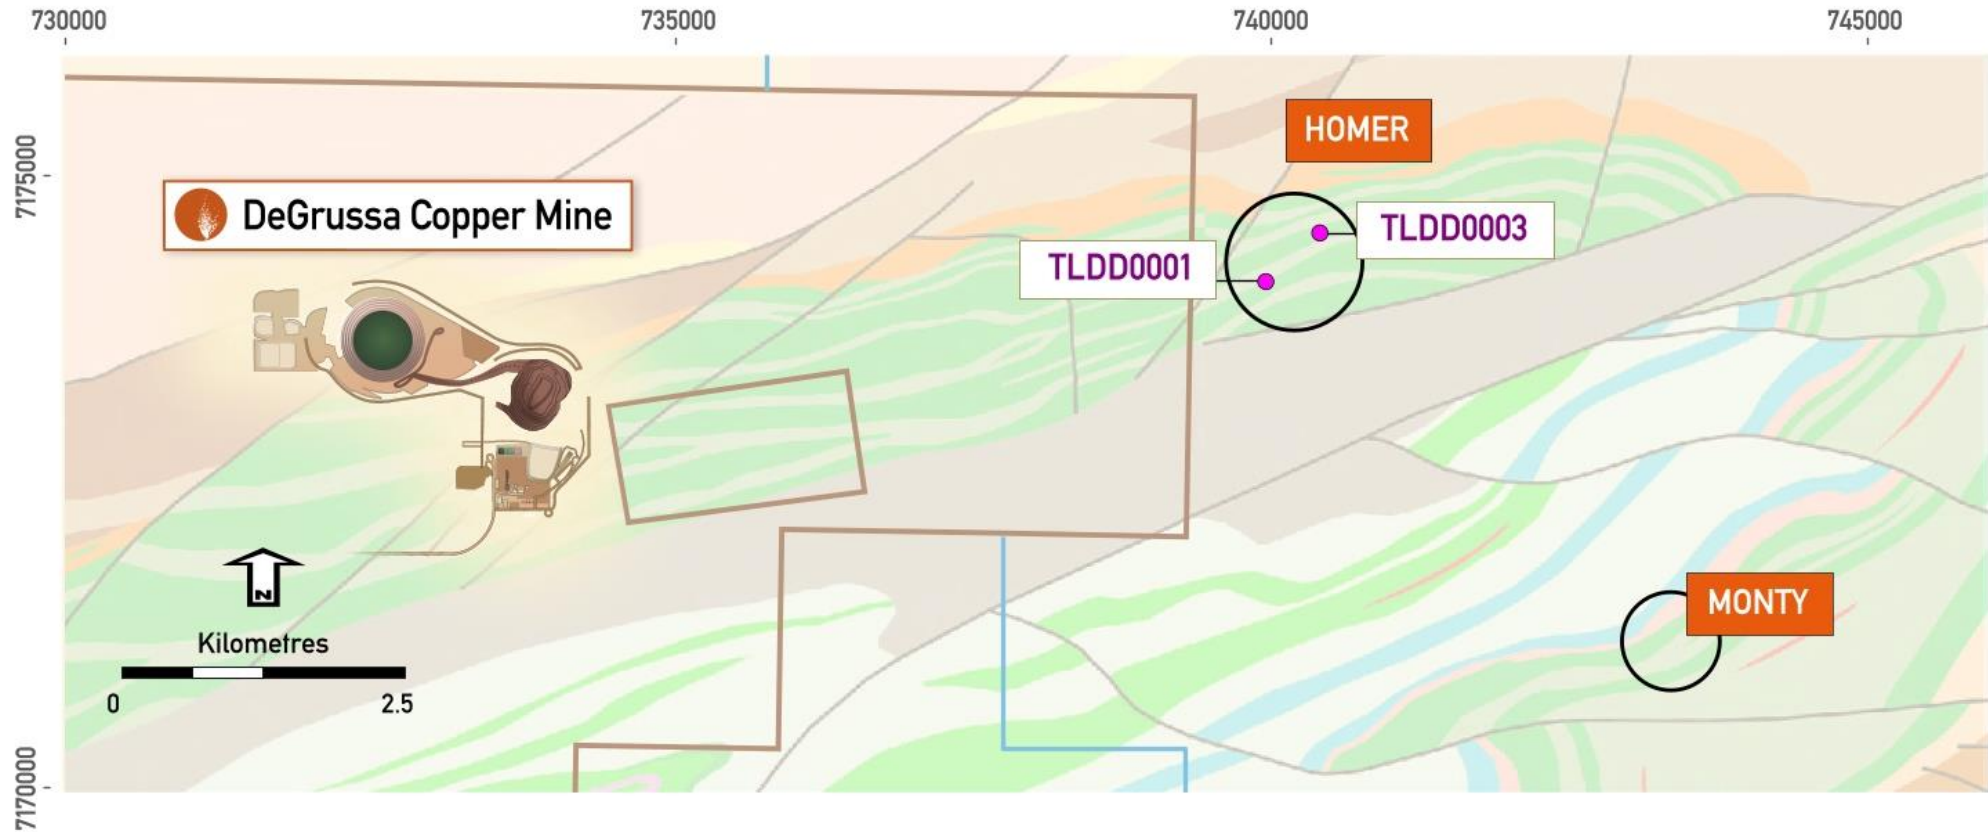 730000
735000
740000
745000
7175000
HOMER
DeGrussa Copper Mine
TLDD0003
TLDD0001
N
MONTY
Kilometres
0
2.5
7170000